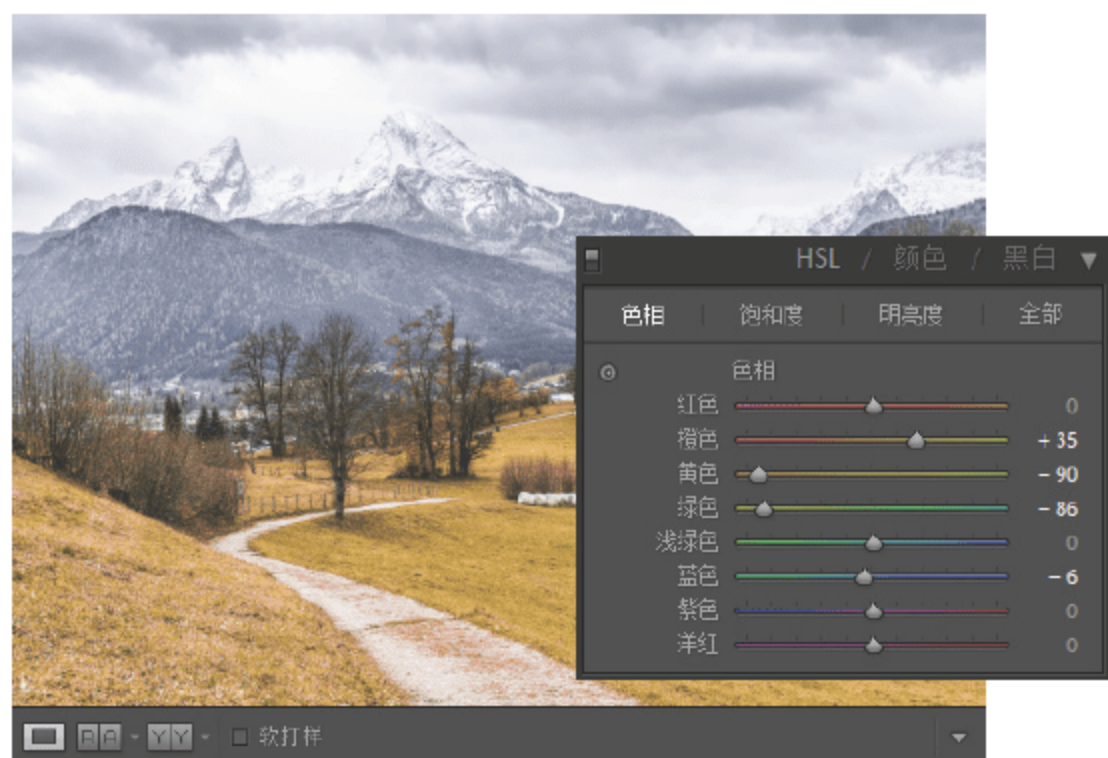 HSL / 颜色 / 黑白
色相 | 饱和度 | 明亮度 | 全部
色相
红色 0
橙色 +35
黄色 -90
绿色 -86
浅绿色 0
蓝色 -6
紫色 0
洋红 0
RA YY 软打样